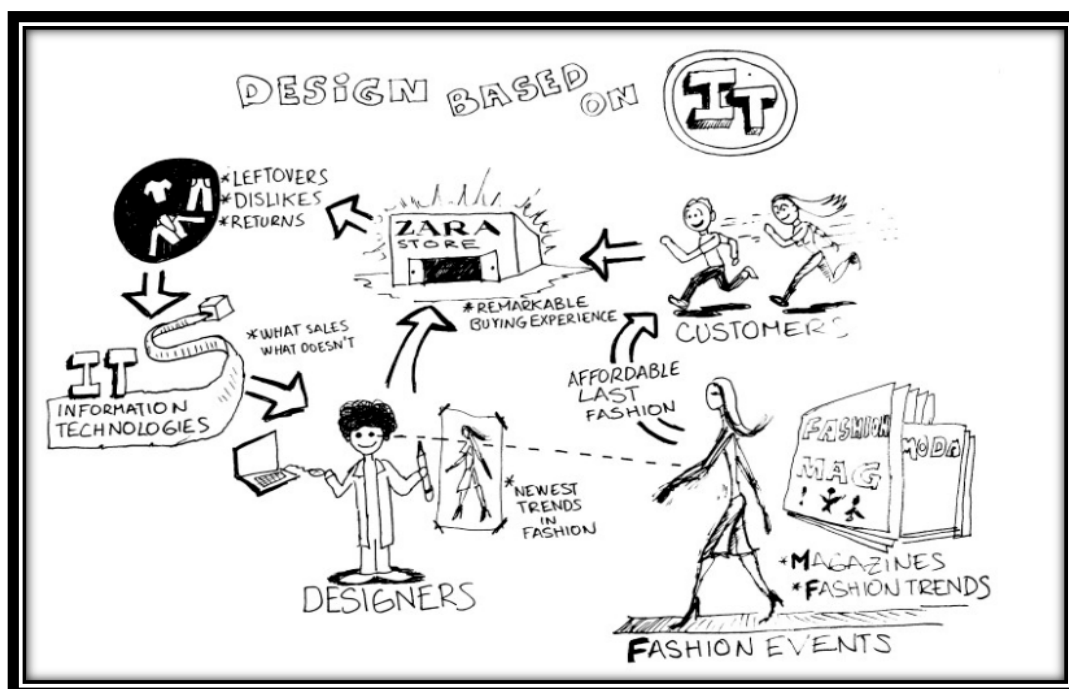 DESIGN BASED ON IT
*LEFTOVERS
*DISLIKES
*RETURNS
ZARA
STORE
*REMARKABLE
BUYING EXPERIENCE
CUSTOMERS
*WHAT SALES
WHAT DOESN'T
IT
INFORMATION
TECHNOLOGIES
AFFORDABLE
LAST
FASHION
FASHION
MAG
!
MODA
*NEWEST
TRENDS
IN
FASHION
*MAGAZINES
*FASHION TRENDS
DESIGNERS
FASHION EVENTS